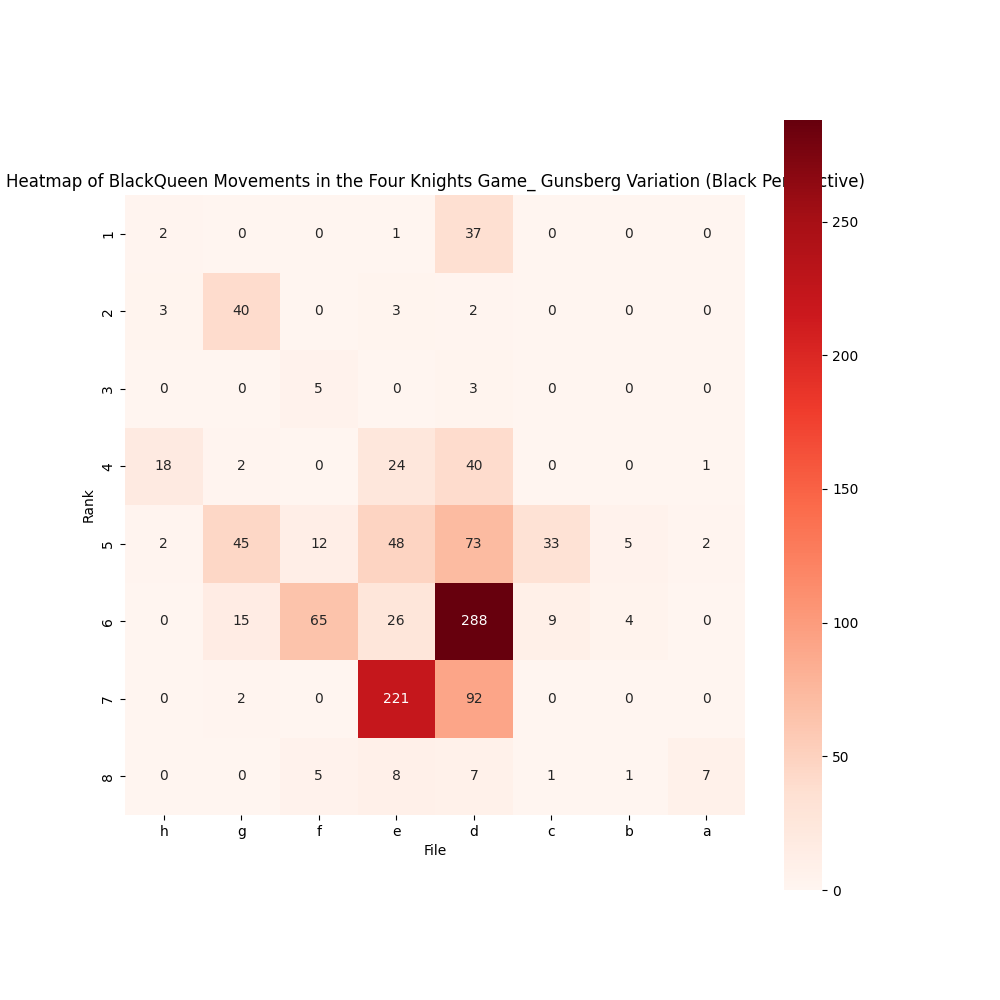 Heatmap of BlackQueen Movements in the Four Knights Game_ Gunsberg Variation (Black Pe ctive)
1 2 0 0 1 37 0 0 0
2 3 40 0 3 2 0 0 0
3 0 0 5 0 3 0 0 0
4 18 2 0 24 40 0 0 1
5 2 45 12 48 73 33 5 2
6 0 15 65 26 288 9 4 0
7 0 2 0 221 92 0 0 0
8 0 0 5 8 7 1 1 7
h g f e d c b a
File
Rank
250
200
150
100
50
0